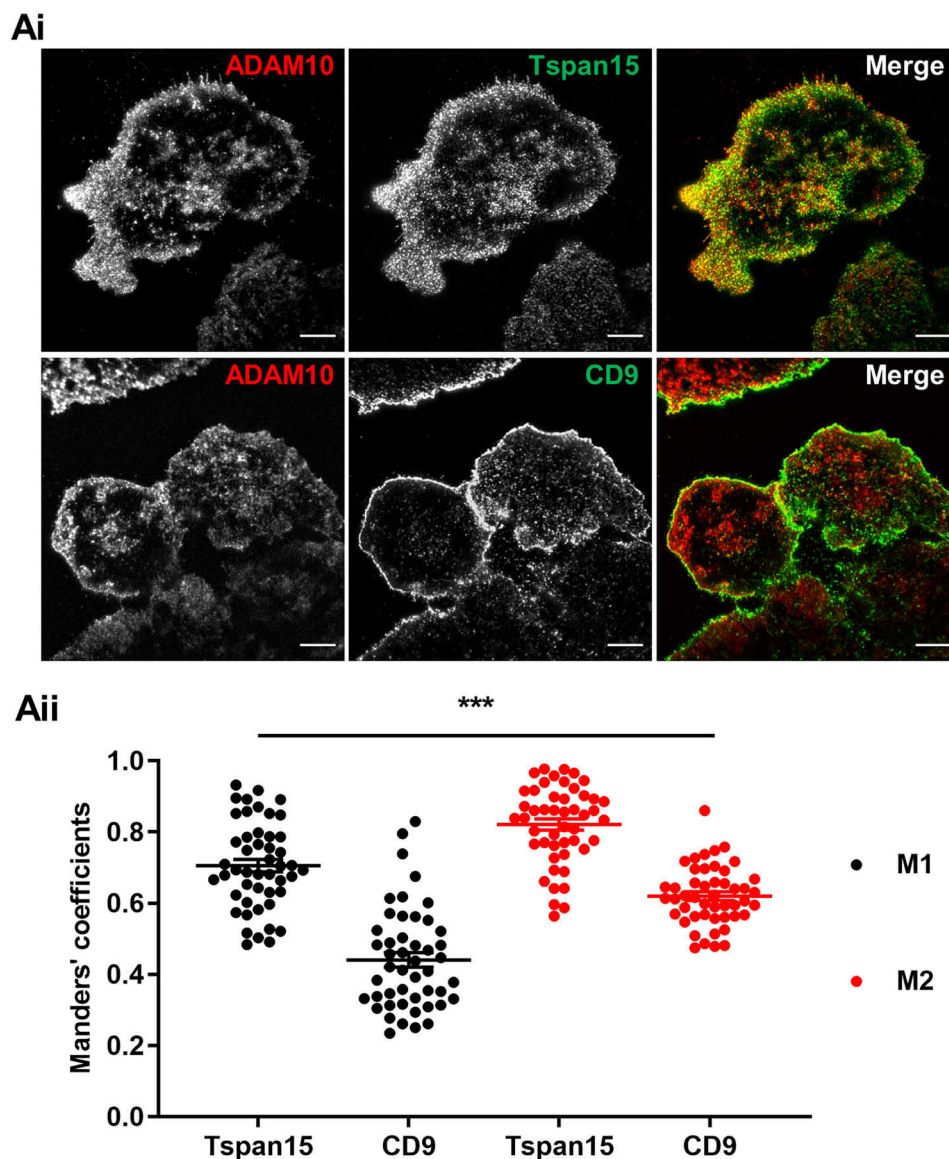 Ai
ADAM10 Tspan15 Merge
ADAM10 CD9 Merge
Aii
***
Manders' coefficients
1.0
0.8
0.6
0.4
0.2
0.0
Tspan15 CD9 Tspan15 CD9
M1
M2